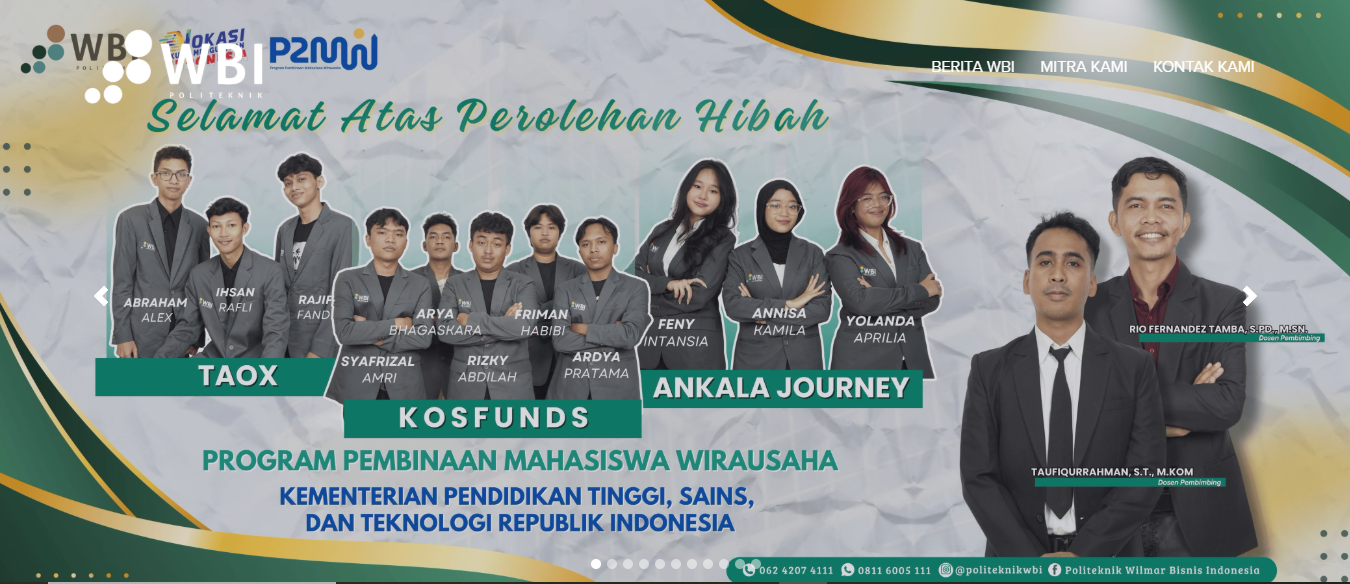 WBI
POLITEKNIK
P2MW
BERITA WBI
MITRA KAMI
KONTAK KAMI
Selamat Atas Perolehan Hibah
ABRAHAM
ALEX
IHSAN
RAFLI
RAJIF
FAND
ARYA
BHAGASKARA
FRIMAN
HABIBI
SYAFRIZAL
AMRI
RIZKY
ABDILAH
ARDYA
PRATAMA
FENY
INTANSIA
ANNISA
KAMILA
YOLANDA
APRILIA
TAOX
KOSFUNDS
ANKALA JOURNEY
RIO FERNANDEZ TAMBA, S.PD., M.SN.
Dosen Pembimbing
TAUFIQURRAHMAN, S.T., M.KOM
Dosen Pembimbing
PROGRAM PEMBINAAN MAHASISWA WIRAUSAHA
KEMENTERIAN PENDIDIKAN TINGGI, SAINS,
DAN TEKNOLOGI REPUBLIK INDONESIA
062 4207 4111 0811 6005 111 @politeknikwbi Politeknik Wilmar Bisnis Indonesia